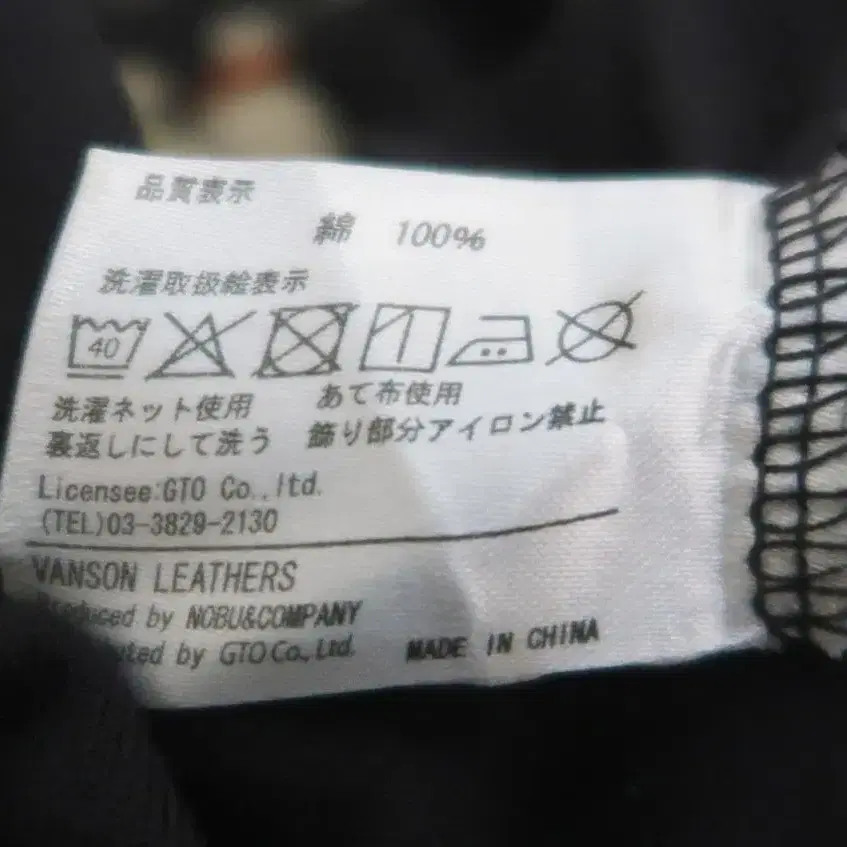 品質表示
綿 100%
洗濯取扱絵表示
40
洗濯ネット使用 あて布使用
裏返しにして洗う 飾り部分アイロン禁止
Licensee:GTO Co.,ltd.
(TEL)03-3829-2130
VANSON LEATHERS
by NOBU&COMPANY
by GTO Co., Ltd. MADE IN CHINA